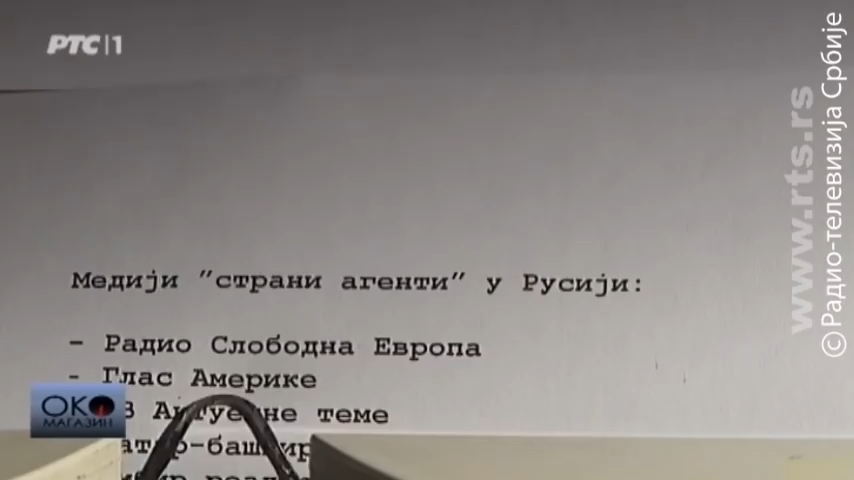 РТС|1
Медији "страни агенти" у Русији:
- Радио Слободна Европа
- Глас Америке
теме
ОКО
МАГАЗИН
www.rts.rs
©Радио-телевизија Србије